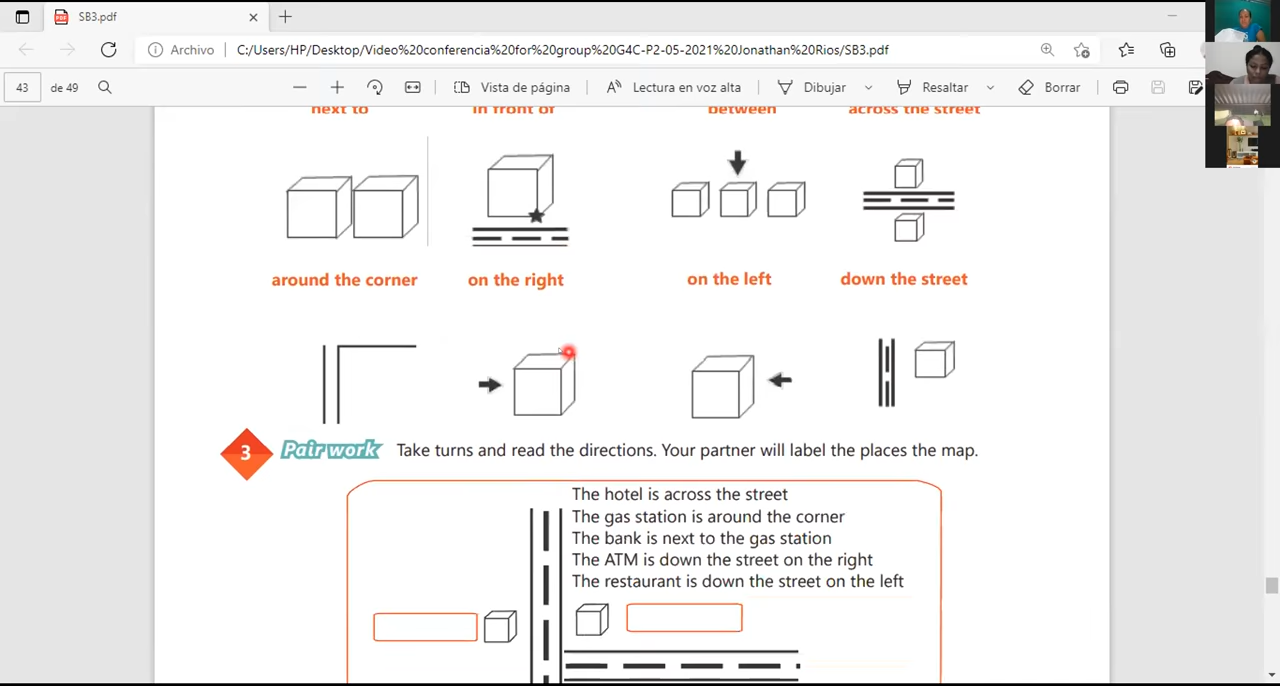 SB3.pdf
Archivo C:/Users/HP/Desktop/Video%20conferencia%20for%20group%20G4C-P2-05-2021%20Jonathan%20Rios/SB3.pdf
43 de 49 Vista de página Lectura en voz alta Dibujar Resaltar Borrar
next to in front of between across the street
around the corner on the right on the left down the street
3 Pair work Take turns and read the directions. Your partner will label the places the map.
The hotel is across the street
The gas station is around the corner
The bank is next to the gas station
The ATM is down the street on the right
The restaurant is down the street on the left